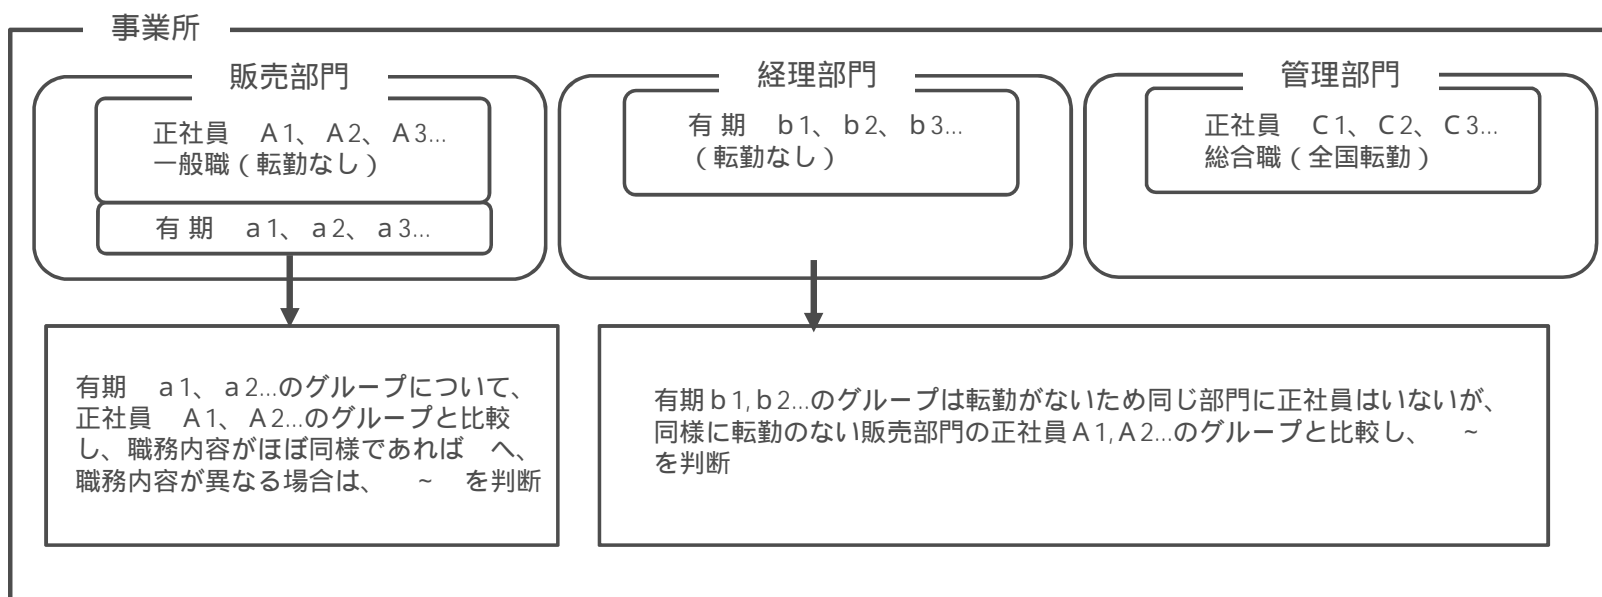 事業所
販売部門
正社員　A1、A2、A3…
一般職（転勤なし）
有期　a1、a2、a3…
経理部門
有期　b1、b2、b3…
（転勤なし）
管理部門
正社員　C1、C2、C3…
総合職（全国転勤）
有期　a1、a2…のグループについて、
正社員　A1、A2…のグループと比較
し、職務内容がほぼ同様であれば　へ、
職務内容が異なる場合は、　~　を判断
有期b1,b2…のグループは転勤がないため同じ部門に正社員はいないが、
同様に転勤のない販売部門の正社員A1,A2…のグループと比較し、　~
を判断